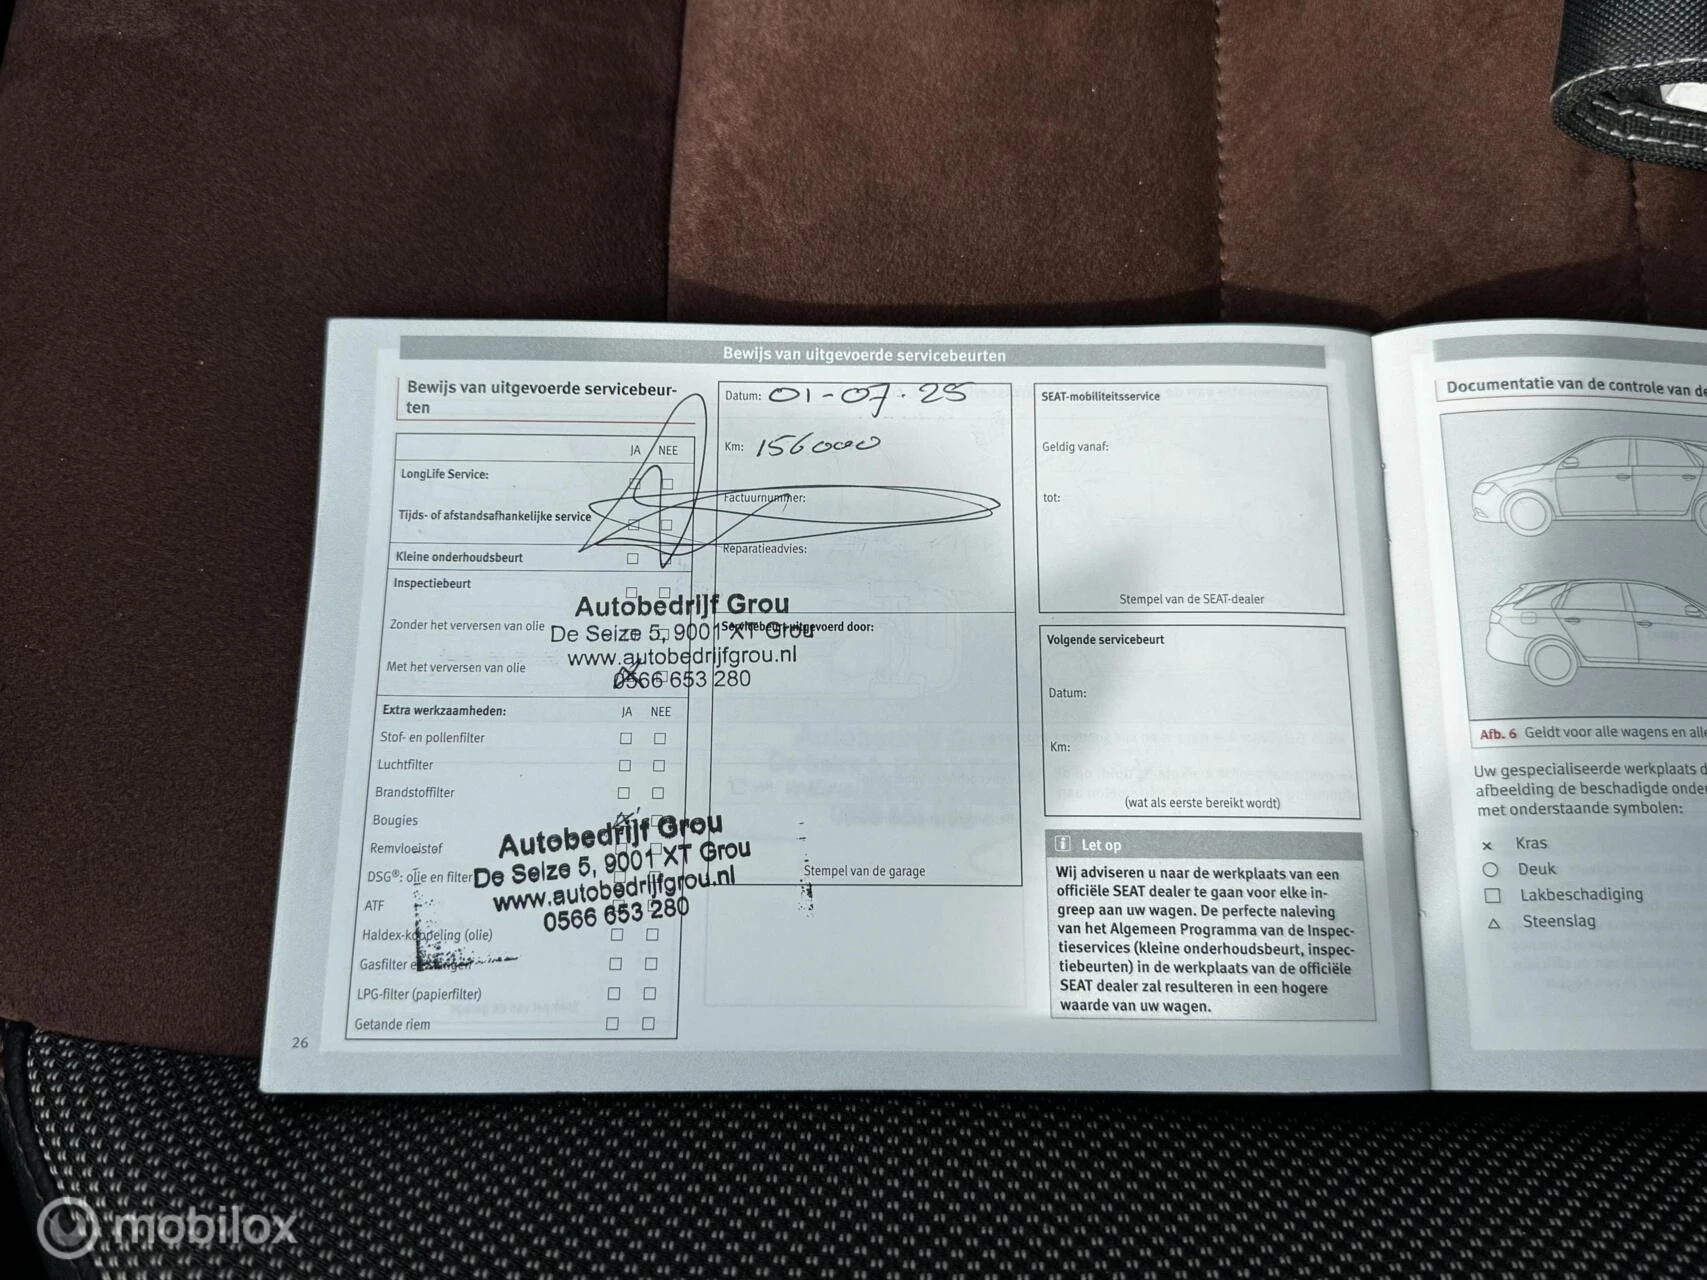 Bewijs van uitgevoerde servicebeurten
Bewijs van uitgevoerde servicebeur-
ten
JA NEE
LongLife Service:
Tijds- of afstandsafhankelijke service
Kleine onderhoudsbeurt
Inspectiebeurt
Zonder het verversen van olie
Met het verversen van olie
Extra werkzaamheden: JA NEE
Stof- en pollenfilter
Luchtfilter
Brandstoffilter
Bougies
Remvloeistof
DSG®: olie en filter
ATF
Haldex-koppeling (olie)
Gasfilter
LPG-filter (papierfilter)
Getande riem
26
Autobedrijf Grou
De Seize 5, 9001 XT Grou
www.autobedrijfgrou.nl
0566 653 280
Autobedrijf Grou
De Seize 5, 9001 XT Grou
www.autobedrijfgrou.nl
0566 653 280
Datum: 01-07-25
Km: 156000
Factuurnummer:
Reparatieadvies:
Servicebeurt uitgevoerd door:
Stempel van de garage
SEAT-mobiliteitsservice
Geldig vanaf:
tot:
Stempel van de SEAT-dealer
Volgende servicebeurt
Datum:
Km:
(wat als eerste bereikt wordt)
i Let op
Wij adviseren u naar de werkplaats van een
officiële SEAT dealer te gaan voor elke in-
greep aan uw wagen. De perfecte naleving
van het Algemeen Programma van de Inspec-
tieservices (kleine onderhoudsbeurt, inspec-
tiebeurten) in de werkplaats van de officiële
SEAT dealer zal resulteren in een hogere
waarde van uw wagen.
Documentatie van de controle van de
Afb. 6 Geldt voor alle wagens en alle
Uw gespecialiseerde werkplaats d
afbeelding de beschadigde onder
met onderstaande symbolen:
x Kras
○ Deuk
□ Lakbeschadiging
△ Steenslag
mobilox